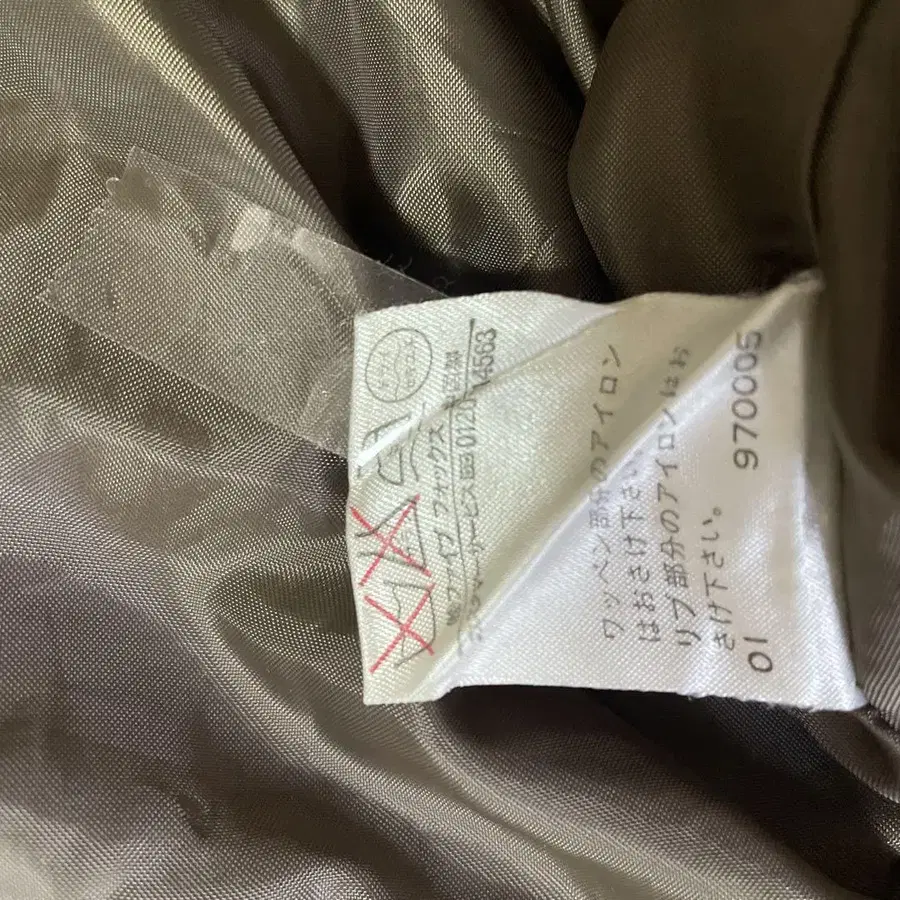 ㈱ファイブ フォックス
カスタマーサービス係 0120
ワッペン部分のアイロン
はおさけ下さい。
リブ部分のアイロンはお
さけ下さい。
01 970005